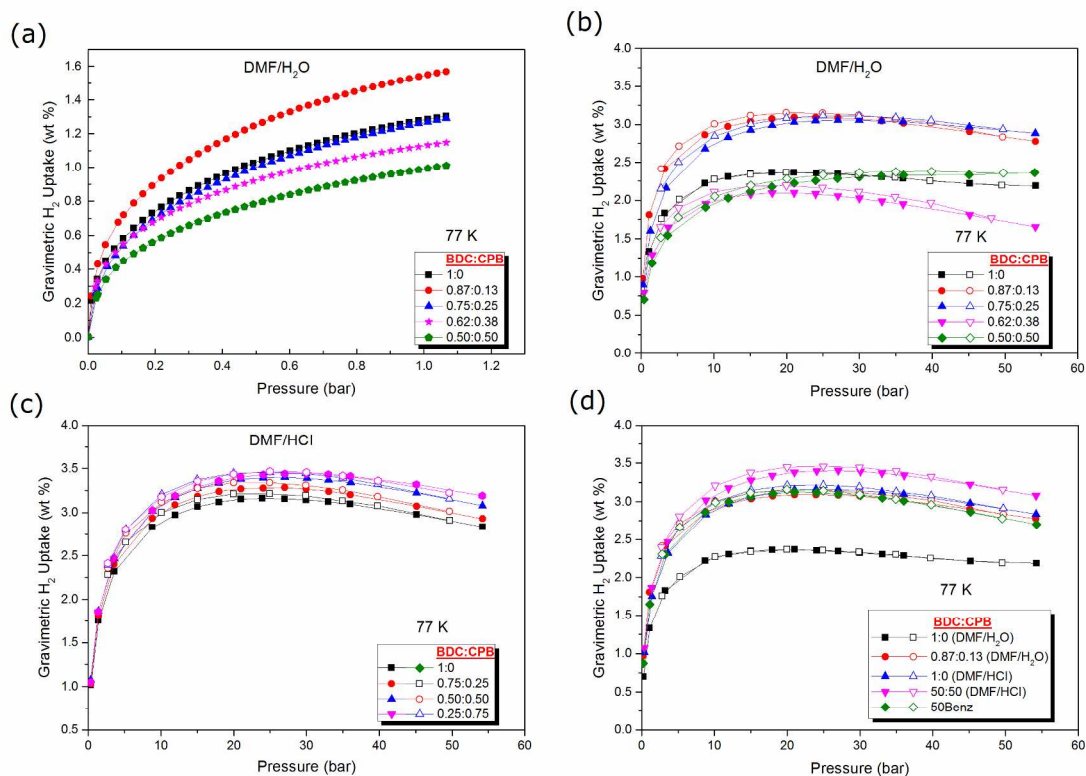 (a)
DMF/H2O
Gravimetric H2 Uptake (wt %)
1.6
1.4
1.2
1.0
0.8
0.6
0.4
0.2
0.0
77 K
BDC:CPB
1:0
0.87:0.13
0.75:0.25
0.62:0.38
0.50:0.50
0.0 0.2 0.4 0.6 0.8 1.0 1.2
Pressure (bar)
(b)
DMF/H2O
Gravimetric H2 Uptake (wt %)
4.0
3.5
3.0
2.5
2.0
1.5
1.0
0.5
0.0
77 K
BDC:CPB
1:0
0.87:0.13
0.75:0.25
0.62:0.38
0.50:0.50
0 10 20 30 40 50 60
Pressure (bar)
(c)
DMF/HCl
Gravimetric H2 Uptake (wt %)
4.0
3.5
3.0
2.5
2.0
1.5
1.0
0.5
77 K
BDC:CPB
1:0
0.75:0.25
0.50:0.50
0.25:0.75
0 10 20 30 40 50 60
Pressure (bar)
(d)
Gravimetric H2 Uptake (wt %)
4.0
3.5
3.0
2.5
2.0
1.5
1.0
0.5
0.0
77 K
BDC:CPB
1:0 (DMF/H2O)
0.87:0.13 (DMF/H2O)
1:0 (DMF/HCl)
50:50 (DMF/HCl)
50Benz
0 10 20 30 40 50 60
Pressure (bar)